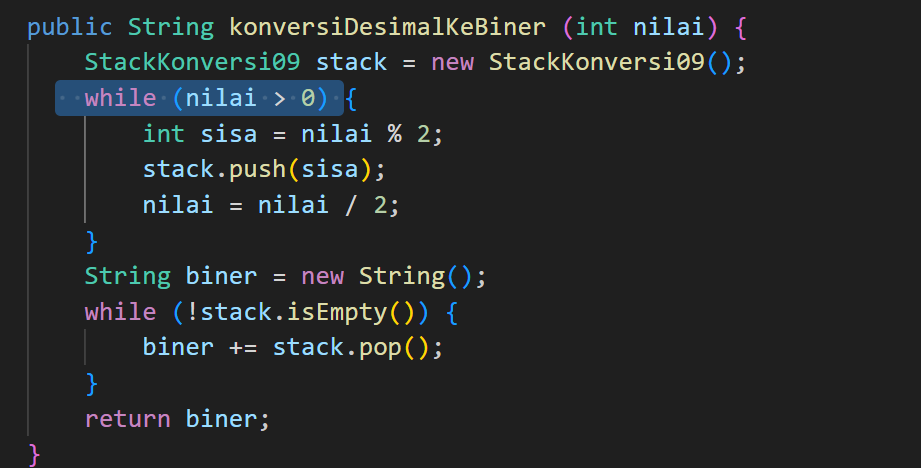 public String konversiDesimalKeBiner (int nilai) {
    StackKonversi09 stack = new StackKonversi09();
    while (nilai > 0) {
        int sisa = nilai % 2;
        stack.push(sisa);
        nilai = nilai / 2;
    }
    String biner = new String();
    while (!stack.isEmpty()) {
        biner += stack.pop();
    }
    return biner;
}